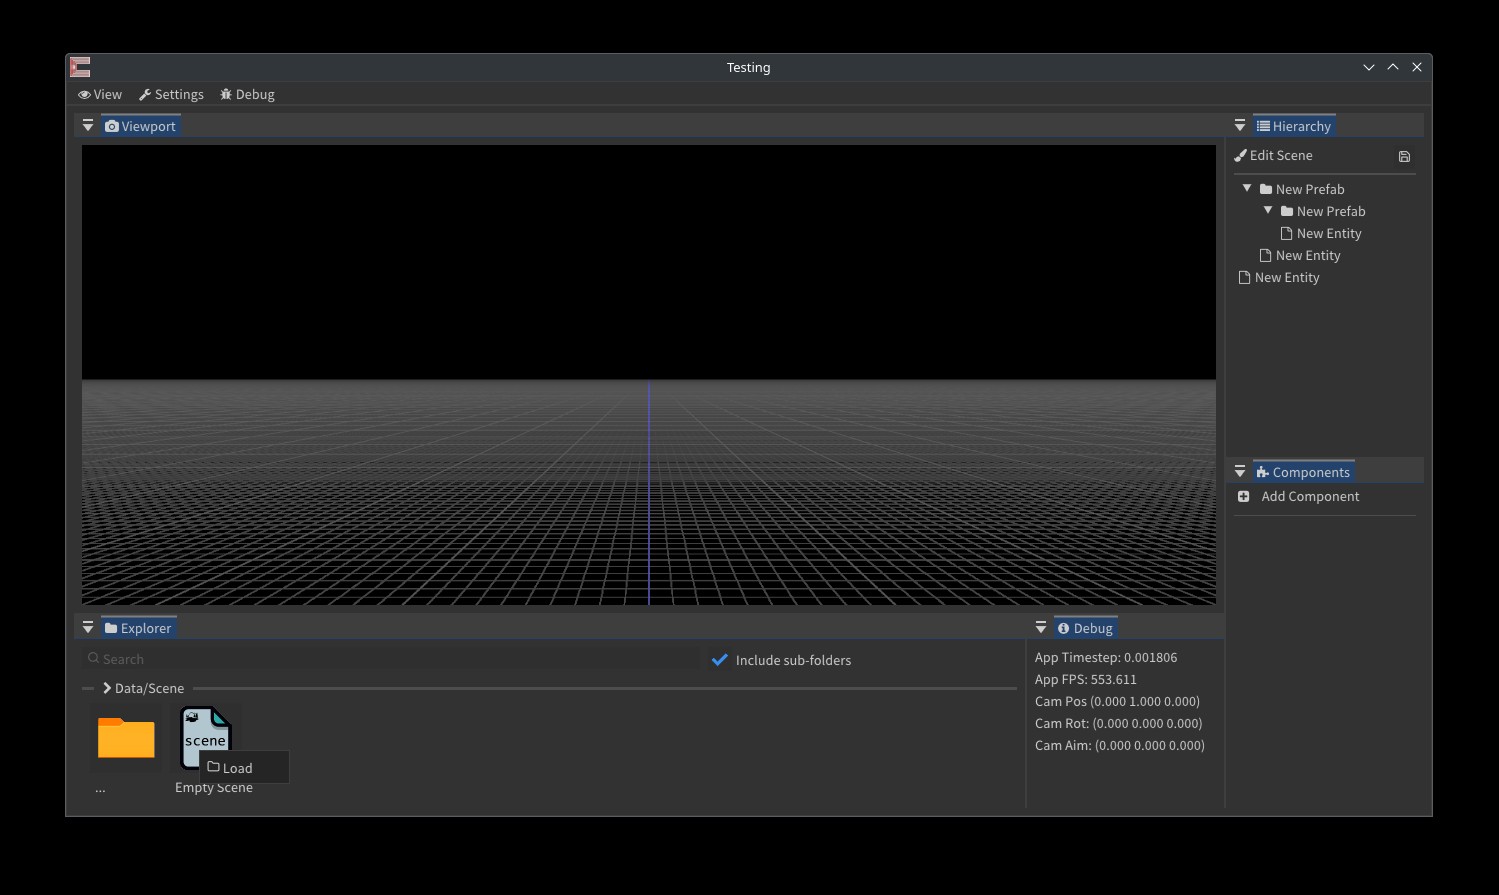 Testing
View Settings Debug
Viewport
Hierarchy
Edit Scene
New Prefab
New Prefab
New Entity
New Entity
New Entity
Components
Add Component
Explorer
Search
Include sub-folders
Data/Scene
scene
Load
...
Empty Scene
Debug
App Timestep: 0.001806
App FPS: 553.611
Cam Pos (0.000 1.000 0.000)
Cam Rot: (0.000 0.000 0.000)
Cam Aim: (0.000 0.000 0.000)